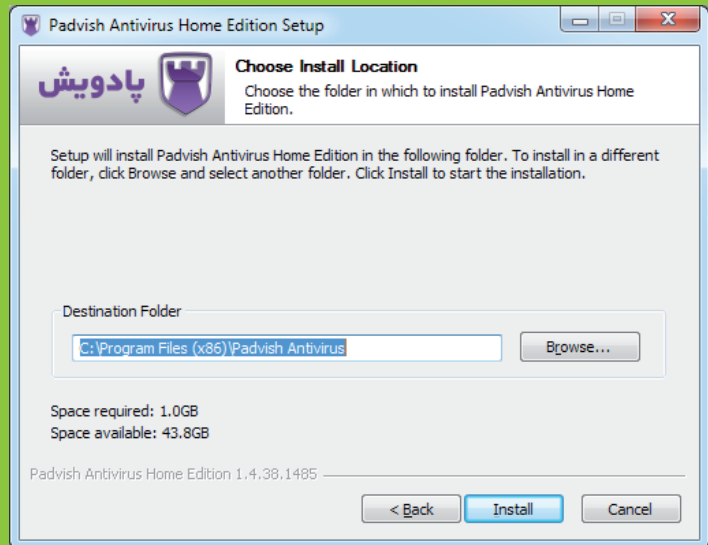 Padvish Antivirus Home Edition Setup
پادویش
Choose Install Location
Choose the folder in which to install Padvish Antivirus Home
Edition.
Setup will install Padvish Antivirus Home Edition in the following folder. To install in a different
folder, click Browse and select another folder. Click Install to start the installation.
Destination Folder
C:\Program Files (x86)\Padvish Antivirus
Browse...
Space required: 1.0GB
Space available: 43.8GB
Padvish Antivirus Home Edition 1.4.38.1485
< Back
Install
Cancel